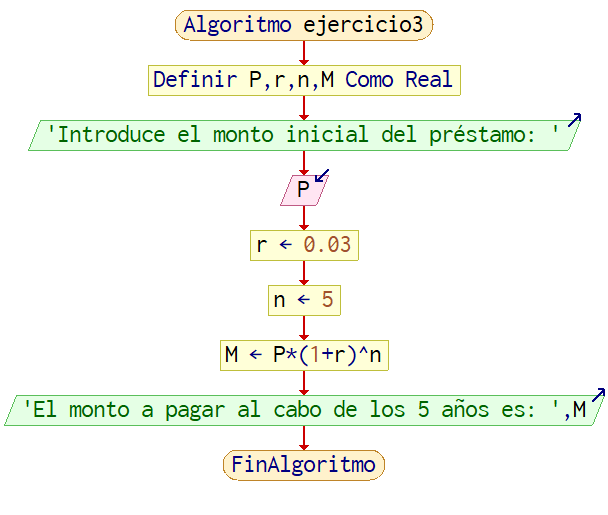 Algoritmo ejercicio3
Definir P,r,n,M Como Real
'Introduce el monto inicial del préstamo: '
P
r ← 0.03
n ← 5
M ← P*(1+r)^n
'El monto a pagar al cabo de los 5 años es: ',M
FinAlgoritmo